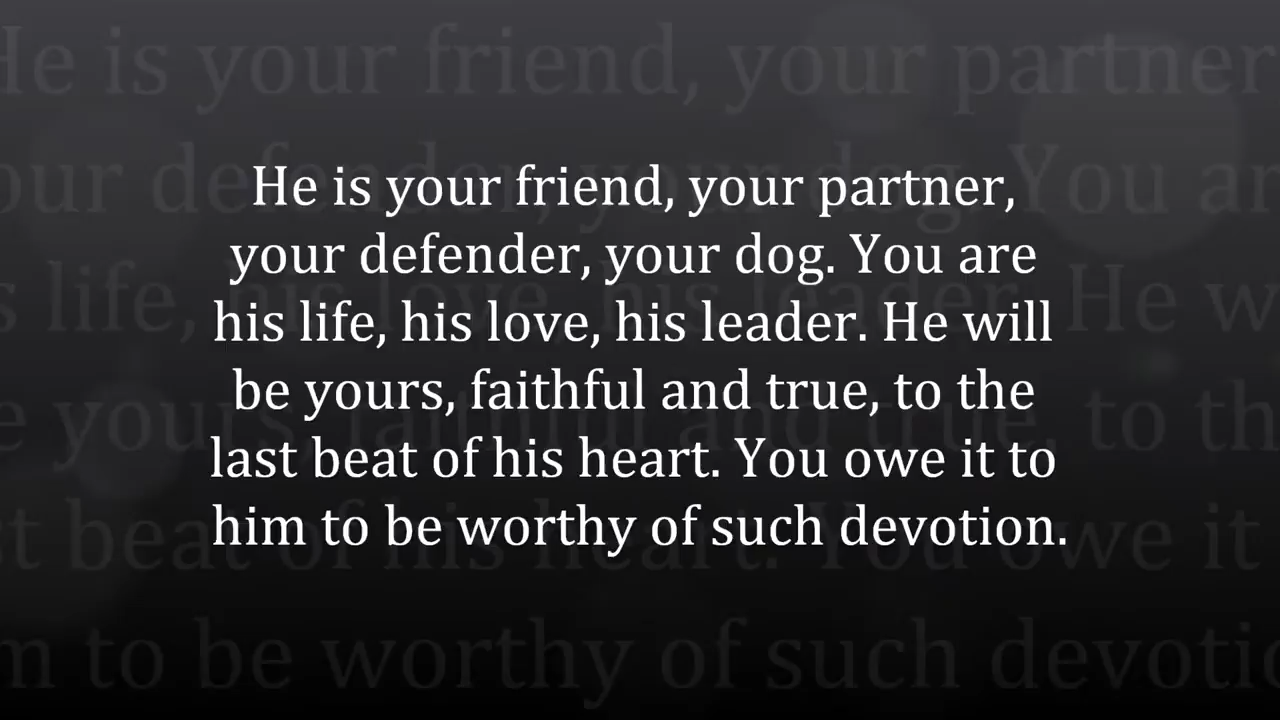 He is your friend, your partner,
your defender, your dog. You are
his life, his love, his leader. He will
be yours, faithful and true, to the
last beat of his heart. You owe it to
him to be worthy of such devotion.